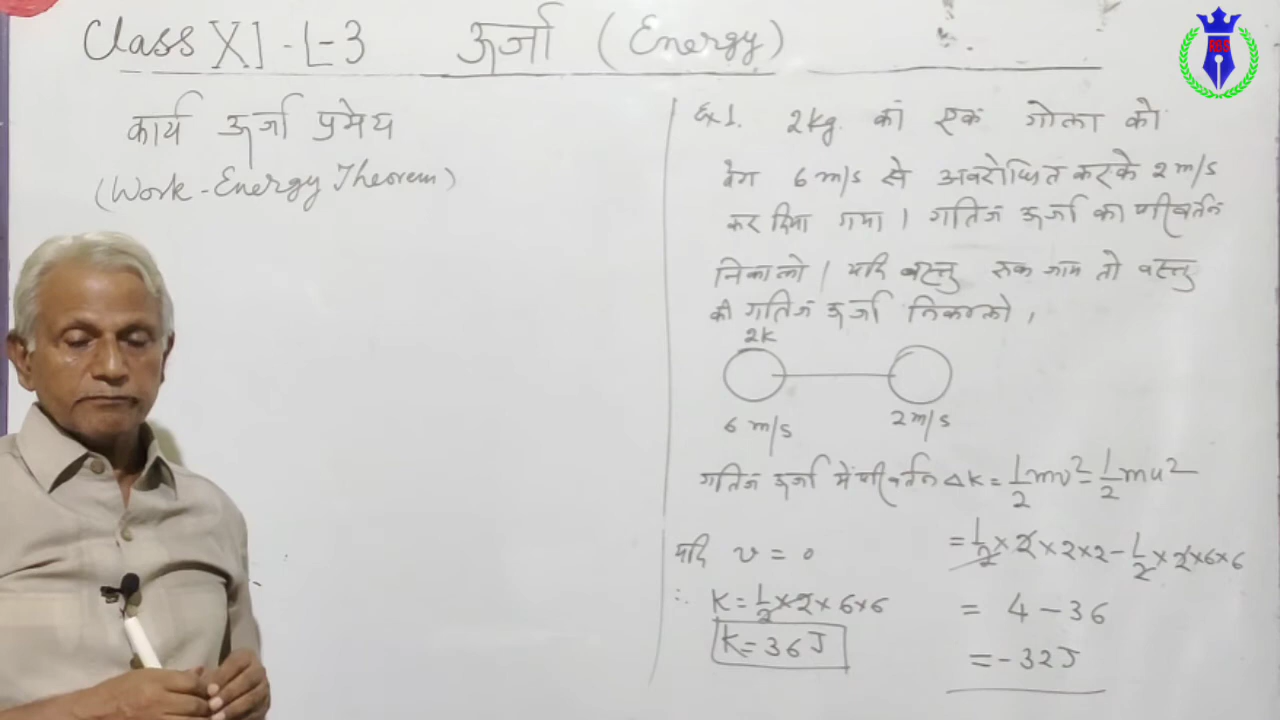 Class XI - L-3 ऊर्जा (Energy)
RGS
कार्य ऊर्जा प्रमेय
(Work-Energy Theorem)
Ex 1. 2kg. का एक गोला को
वेग 6 m/s से अवरोधित करके 2 m/s
कर दिया गया। गतिज ऊर्जा का परिवर्तन
निकालो। यदि वस्तु रुक जाय तो वस्तु
की गतिज ऊर्जा निकालो।
2k
6 m/s 2 m/s
गतिज ऊर्जा में परिवर्तन ΔK = 1/2 mv² - 1/2 mu²
= 1/2 × 2 × 2 × 2 - 1/2 × 2 × 6 × 6
= 4 - 36
= -32 J
यदि v = 0
∴ K = 1/2 × 2 × 6 × 6
K = 36 J